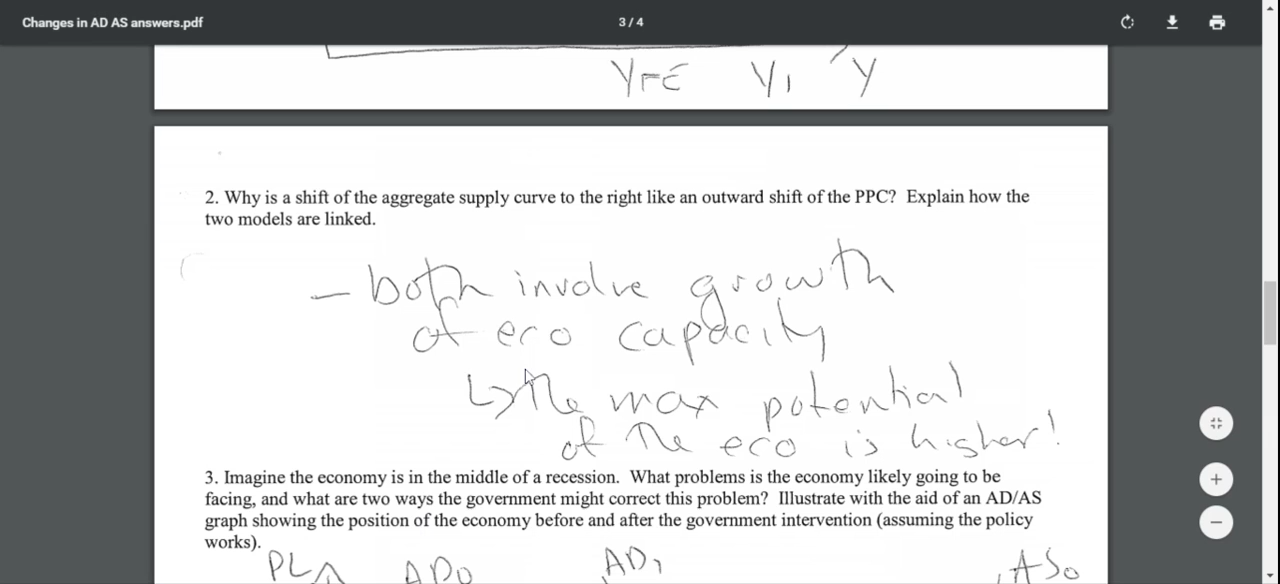 Changes in AD AS answers.pdf
3 / 4
YFE Y1 Y
2. Why is a shift of the aggregate supply curve to the right like an outward shift of the PPC? Explain how the
two models are linked.
- both involve growth
of eco capacity
↳ the max potential
of the eco is higher!
3. Imagine the economy is in the middle of a recession. What problems is the economy likely going to be
facing, and what are two ways the government might correct this problem? Illustrate with the aid of an AD/AS
graph showing the position of the economy before and after the government intervention (assuming the policy
works).
PL AD0 AD1 AS0